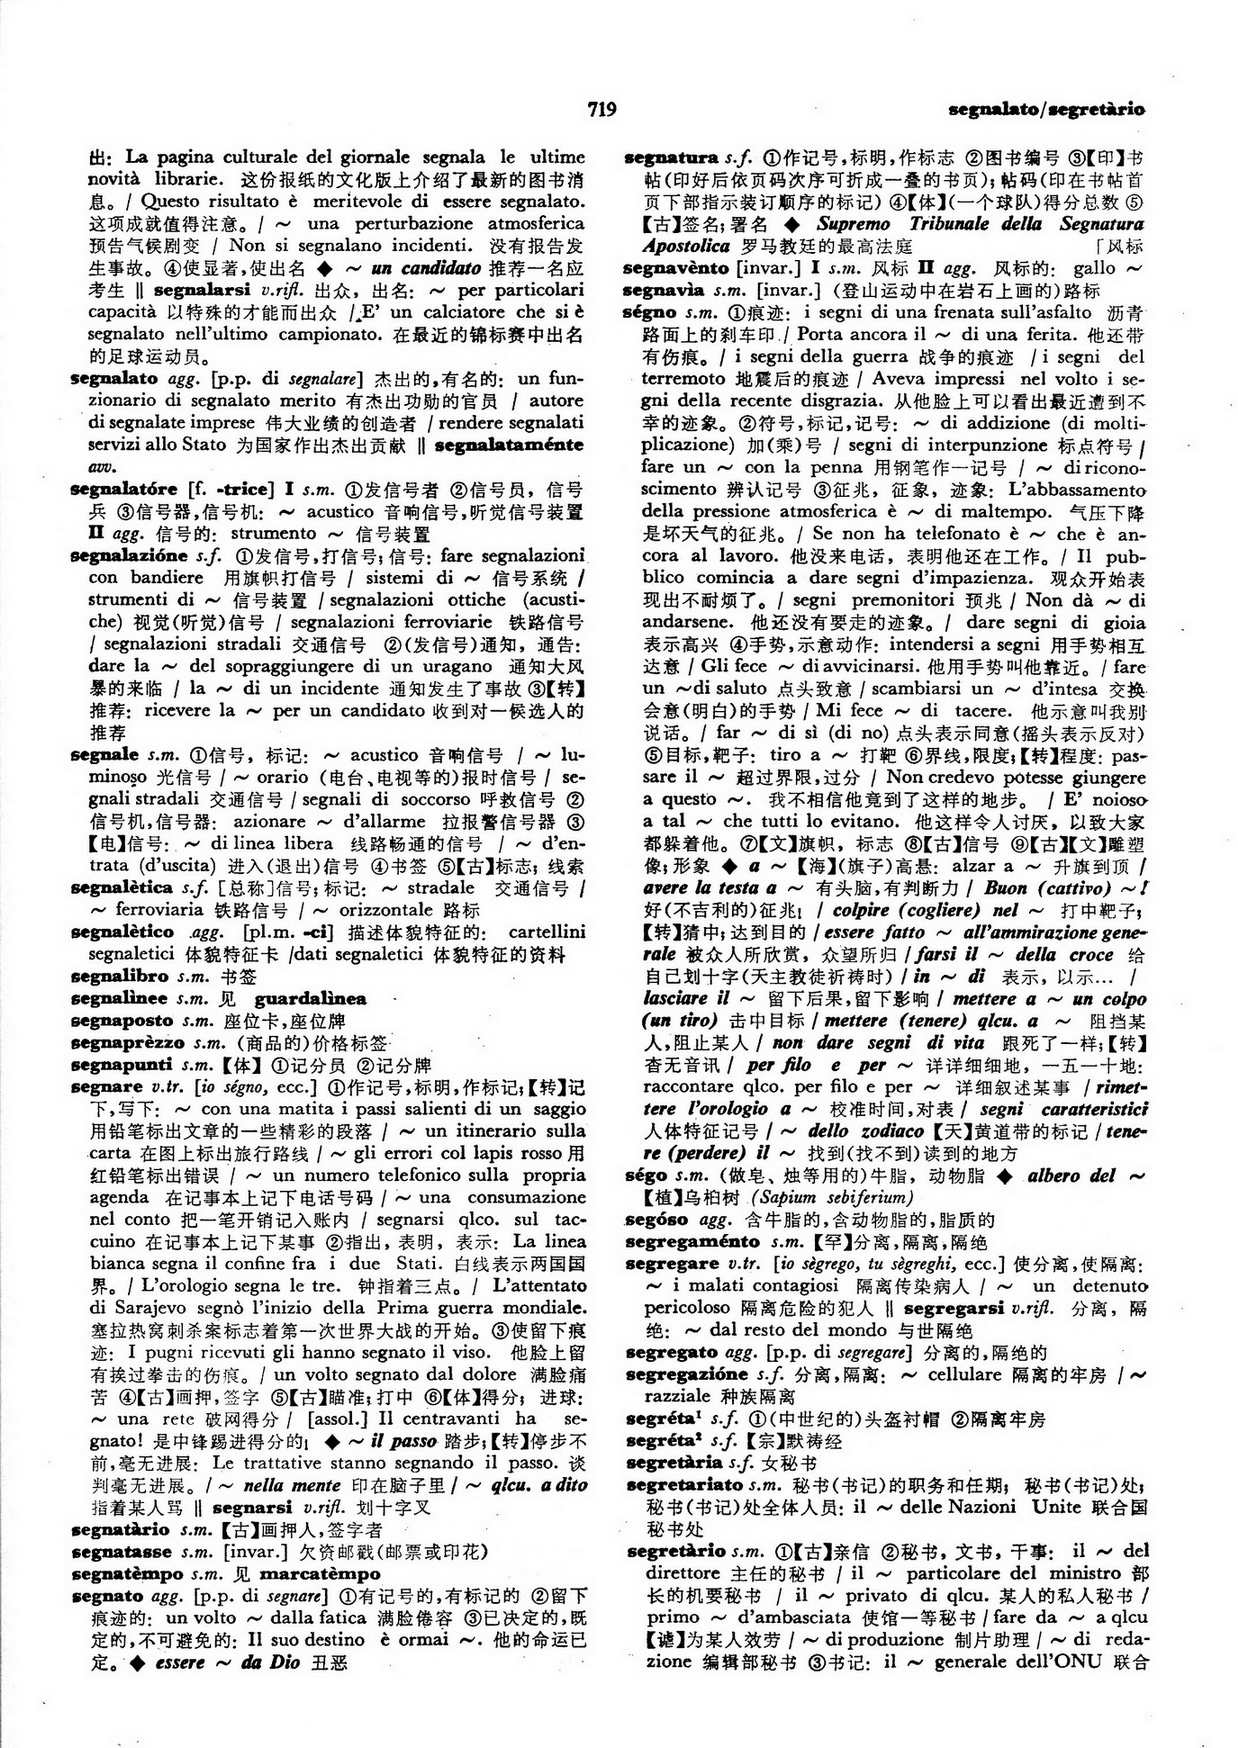 719
segnalato/segretàrio
出: La pagina culturale del giornale segnala le ultime
novità librarie. 这份报纸的文化版上介绍了最新的图书消
息。/ Questo risultato è meritevole di essere segnalato.
这项成就值得注意。/ ~ una perturbazione atmosferica
预告气候剧变 / Non si segnalano incidenti. 没有报告发
生事故。④使显著,使出名 ◆ ~ un candidato 推荐一名应
考生 ‖ segnalarsi v.rifl. 出众, 出名: ~ per particolari
capacità 以特殊的才能而出众 / E' un calciatore che si è
segnalato nell'ultimo campionato. 在最近的锦标赛中出名
的足球运动员。
segnalato agg. [p.p. di segnalare] 杰出的,有名的: un fun-
zionario di segnalato merito 有杰出功勋的官员 / autore
di segnalate imprese 伟大业绩的创造者 / rendere segnalati
servizi allo Stato 为国家作出杰出贡献 ‖ segnalataménte
avv.
segnalatóre [f. -trice] I s.m. ①发信号者 ②信号员, 信号
兵 ③信号器,信号机: ~ acustico 音响信号,听觉信号装置
II agg. 信号的: strumento ~ 信号装置
segnalazióne s.f. ①发信号,打信号; 信号: fare segnalazioni
con bandiere 用旗帜打信号 / sistemi di ~ 信号系统 /
strumenti di ~ 信号装置 / segnalazioni ottiche (acusti-
che) 视觉(听觉)信号 / segnalazioni ferroviarie 铁路信号
/ segnalazioni stradali 交通信号 ②(发信号)通知, 通告:
dare la ~ del sopraggiungere di un uragano 通知大风
暴的来临 / la ~ di un incidente 通知发生了事故 ③【转】
推荐: ricevere la ~ per un candidato 收到对一候选人的
推荐
segnale s.m. ①信号, 标记: ~ acustico 音响信号 / ~ lu-
minoso 光信号 / ~ orario (电台、电视等的)报时信号 / se-
gnali stradali 交通信号 / segnali di soccorso 呼救信号 ②
信号机,信号器: azionare ~ d'allarme 拉报警信号器 ③
【电】信号: ~ di linea libera 线路畅通的信号 / ~ d'en-
trata (d'uscita) 进入(退出)信号 ④书签 ⑤【古】标志; 线索
segnalètica s.f. [总称]信号; 标记: ~ stradale 交通信号 /
~ ferroviaria 铁路信号 / ~ orizzontale 路标
segnalètico agg. [pl.m. -ci] 描述体貌特征的: cartellini
segnaletici 体貌特征卡 /dati segnaletici 体貌特征的资料
segnalibro s.m. 书签
segnalìnee s.m. 见 guardalìnea
segnaposto s.m. 座位卡,座位牌
segnaprèzzo s.m. (商品的)价格标签
segnapunti s.m. 【体】 ①记分员 ②记分牌
segnare v.tr. [io ségno, ecc.] ①作记号,标明,作标记;【转】记
下,写下: ~ con una matita i passi salienti di un saggio
用铅笔标出文章的一些精彩的段落 / ~ un itinerario sulla
carta 在图上标出旅行路线 / ~ gli errori col lapis rosso 用
红铅笔标出错误 / ~ un numero telefonico sulla propria
agenda 在记事本上记下电话号码 / ~ una consumazione
nel conto 把一笔开销记入账内 / segnarsi qlco. sul tac-
cuino 在记事本上记下某事 ②指出, 表明, 表示: La linea
bianca segna il confine fra i due Stati. 白线表示两国国
界。/ L'orologio segna le tre. 钟指着三点。/ L'attentato
di Sarajevo segnò l'inizio della Prima guerra mondiale.
塞拉热窝刺杀案标志着第一次世界大战的开始。③使留下痕
迹: I pugni ricevuti gli hanno segnato il viso. 他脸上留
有挨过拳击的伤痕。/ un volto segnato dal dolore 满脸痛
苦 ④【古】画押,签字 ⑤【古】瞄准; 打中 ⑥【体】得分; 进球:
~ una rete 破网得分 / [assol.] Il centravanti ha se-
gnato! 是中锋踢进得分的! ◆ ~ il passo 踏步;【转】停步不
前,毫无进展: Le trattative stanno segnando il passo. 谈
判毫无进展。/ ~ nella mente 印在脑子里 / ~ qlcu. a dito
指着某人骂 ‖ segnarsi v.rifl. 划十字叉
segnatàrio s.m. 【古】画押人,签字者
segnatasse s.m. [invar.] 欠资邮戳(邮票或印花)
segnatèmpo s.m. 见 marcatèmpo
segnato agg. [p.p. di segnare] ①有记号的,有标记的 ②留下
痕迹的: un volto ~ dalla fatica 满脸倦容 ③已决定的,既
定的,不可避免的: Il suo destino è ormai ~. 他的命运已
定。◆ essere ~ da Dio 丑恶
segnatura s.f. ①作记号,标明,作标志 ②图书编号 ③【印】书
帖(印好后依页码次序可折成一叠的书页); 帖码(印在书帖首
页下部指示装订顺序的标记) ④【体】(一个球队)得分总数 ⑤
【古】签名; 署名 ◆ Supremo Tribunale della Segnatura
Apostolica 罗马教廷的最高法庭 「风标
segnavènto [invar.] I s.m. 风标 II agg. 风标的: gallo ~
segnavìa s.m. [invar.] (登山运动中在岩石上画的)路标
ségno s.m. ①痕迹: i segni di una frenata sull'asfalto 沥青
路面上的刹车印 / Porta ancora il ~ di una ferita. 他还带
有伤痕。/ i segni della guerra 战争的痕迹 / i segni del
terremoto 地震后的痕迹 / Aveva impressi nel volto i se-
gni della recente disgrazia. 从他脸上可以看出最近遭到不
幸的迹象。②符号,标记,记号: ~ di addizione (di molti-
plicazione) 加(乘)号 / segni di interpunzione 标点符号 /
fare un ~ con la penna 用钢笔作一记号 / ~ di ricono-
scimento 辨认记号 ③征兆, 征象, 迹象: L'abbassamento
della pressione atmosferica è ~ di maltempo. 气压下降
是坏天气的征兆。/ Se non ha telefonato è ~ che è an-
cora al lavoro. 他没来电话, 表明他还在工作。/ Il pub-
blico comincia a dare segni d'impazienza. 观众开始表
现出不耐烦了。/ segni premonitori 预兆 / Non dà ~ di
andarsene. 他还没有要走的迹象。/ dare segni di gioia
表示高兴 ④手势,示意动作: intendersi a segni 用手势相互
达意 / Gli fece ~ di avvicinarsi. 他用手势叫他靠近。/ fare
un ~di saluto 点头致意 / scambiarsi un ~ d'intesa 交换
会意(明白)的手势 / Mi fece ~ di tacere. 他示意叫我别
说话。/ far ~ di sì (di no) 点头表示同意(摇头表示反对)
⑤目标,靶子: tiro a ~ 打靶 ⑥界线,限度;【转】程度: pas-
sare il ~ 超过界限,过分 / Non credevo potesse giungere
a questo ~. 我不相信他竟到了这样的地步。 / E' noioso
a tal ~ che tutti lo evitano. 他这样令人讨厌, 以致大家
都躲着他。⑦【文】旗帜, 标志 ⑧【古】信号 ⑨【古】【文】雕塑
像; 形象 ◆ a ~ 【海】(旗子)高悬: alzar a ~ 升旗到顶 /
avere la testa a ~ 有头脑,有判断力 / Buon (cattivo) ~!
好(不吉利的)征兆! / colpire (cogliere) nel ~ 打中靶子;
【转】猜中; 达到目的 / essere fatto ~ all'ammirazione gene-
rale 被众人所欣赏, 众望所归 / farsi il ~ della croce 给
自己划十字(天主教徒祈祷时) / in ~ di 表示, 以示… /
lasciare il ~ 留下后果,留下影响 / mettere a ~ un colpo
(un tiro) 击中目标 / mettere (tenere) qlcu. a ~ 阻挡某
人,阻止某人 / non dare segni di vita 跟死了一样;【转】
杳无音讯 / per filo e per ~ 详详细细地, 一五一十地:
raccontare qlco. per filo e per ~ 详细叙述某事 / rimet-
tere l'orologio a ~ 校准时间,对表 / segni caratteristici
人体特征记号 / ~ dello zodiaco 【天】黄道带的标记 / tene-
re (perdere) il ~ 找到(找不到)读到的地方
ségo s.m. (做皂、烛等用的)牛脂, 动物脂 ◆ albero del ~
【植】乌桕树 (Sapium sebiferium)
segóso agg. 含牛脂的,含动物脂的,脂质的
segregaménto s.m. 【罕】分离,隔离,隔绝
segregare v.tr. [io sègrego, tu sègreghi, ecc.] 使分离,使隔离:
~ i malati contagiosi 隔离传染病人 / ~ un detenuto
pericoloso 隔离危险的犯人 ‖ segregarsi v.rifl. 分离, 隔
绝: ~ dal resto del mondo 与世隔绝
segregato agg. [p.p. di segregare] 分离的,隔绝的
segregazióne s.f. 分离,隔离: ~ cellulare 隔离的牢房 / ~
razziale 种族隔离
segréta¹ s.f. ①(中世纪的)头盔衬帽 ②隔离牢房
segréta² s.f. 【宗】默祷经
segretària s.f. 女秘书
segretariato s.m. 秘书(书记)的职务和任期; 秘书(书记)处;
秘书(书记)处全体人员: il ~ delle Nazioni Unite 联合国
秘书处
segretàrio s.m. ①【古】亲信 ②秘书, 文书, 干事: il ~ del
direttore 主任的秘书 / il ~ particolare del ministro 部
长的机要秘书 / il ~ privato di qlcu. 某人的私人秘书 /
primo ~ d'ambasciata 使馆一等秘书 / fare da ~ a qlcu
【谑】为某人效劳 / ~ di produzione 制片助理 / ~ di reda-
zione 编辑部秘书 ③书记: il ~ generale dell'ONU 联合